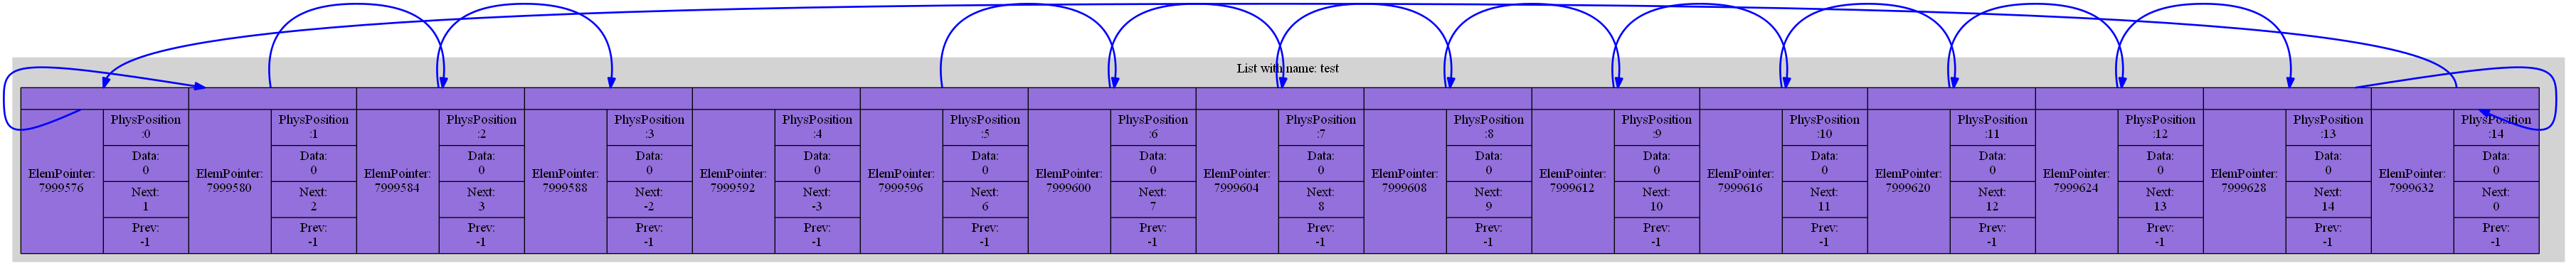 List with name: test
ElemPointer:
7999576
PhysPosition
:0
Data:
0
Next:
1
Prev:
-1
ElemPointer:
7999580
PhysPosition
:1
Data:
0
Next:
2
Prev:
-1
ElemPointer:
7999584
PhysPosition
:2
Data:
0
Next:
3
Prev:
-1
ElemPointer:
7999588
PhysPosition
:3
Data:
0
Next:
-2
Prev:
-1
ElemPointer:
7999592
PhysPosition
:4
Data:
0
Next:
-3
Prev:
-1
ElemPointer:
7999596
PhysPosition
:5
Data:
0
Next:
6
Prev:
-1
ElemPointer:
7999600
PhysPosition
:6
Data:
0
Next:
7
Prev:
-1
ElemPointer:
7999604
PhysPosition
:7
Data:
0
Next:
8
Prev:
-1
ElemPointer:
7999608
PhysPosition
:8
Data:
0
Next:
9
Prev:
-1
ElemPointer:
7999612
PhysPosition
:9
Data:
0
Next:
10
Prev:
-1
ElemPointer:
7999616
PhysPosition
:10
Data:
0
Next:
11
Prev:
-1
ElemPointer:
7999620
PhysPosition
:11
Data:
0
Next:
12
Prev:
-1
ElemPointer:
7999624
PhysPosition
:12
Data:
0
Next:
13
Prev:
-1
ElemPointer:
7999628
PhysPosition
:13
Data:
0
Next:
14
Prev:
-1
ElemPointer:
7999632
PhysPosition
:14
Data:
0
Next:
0
Prev:
-1